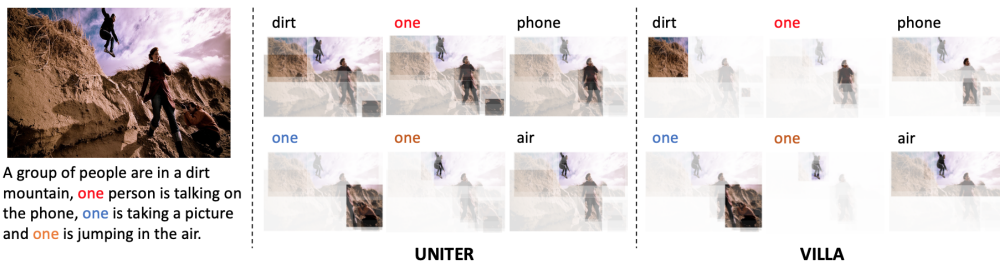 A group of people are in a dirt
mountain, one person is talking on
the phone, one is taking a picture
and one is jumping in the air.
dirt one phone
one one air
UNITER
dirt one phone
one one air
VILLA